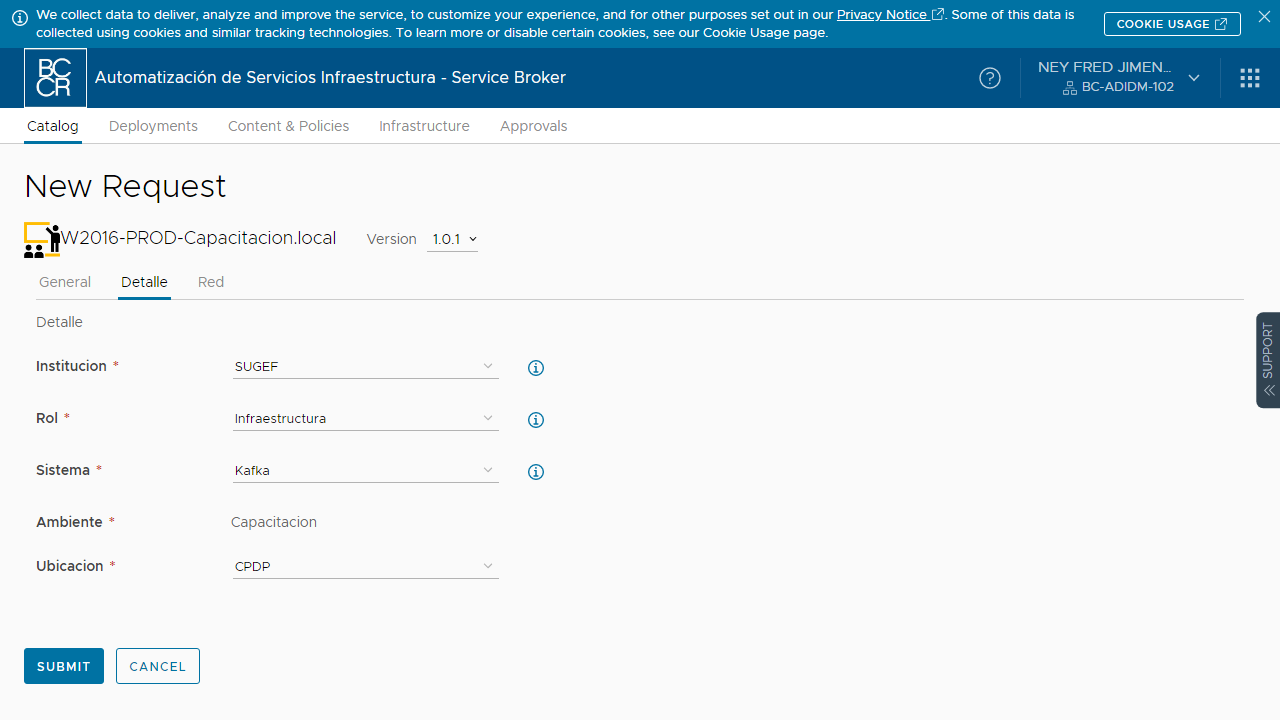 We collect data to deliver, analyze and improve the service, to customize your experience, and for other purposes set out in our Privacy Notice. Some of this data is
collected using cookies and similar tracking technologies. To learn more or disable certain cookies, see our Cookie Usage page.
COOKIE USAGE
BC
CR
Automatización de Servicios Infraestructura - Service Broker
NEY FRED JIMEN...
BC-ADIDM-102
Catalog Deployments Content & Policies Infrastructure Approvals
New Request
W2016-PROD-Capacitacion.local Version 1.0.1
General Detalle Red
Detalle
Institucion * SUGEF
Rol * Infraestructura
Sistema * Kafka
Ambiente * Capacitacion
Ubicacion * CPDP
SUPPORT
SUBMIT CANCEL